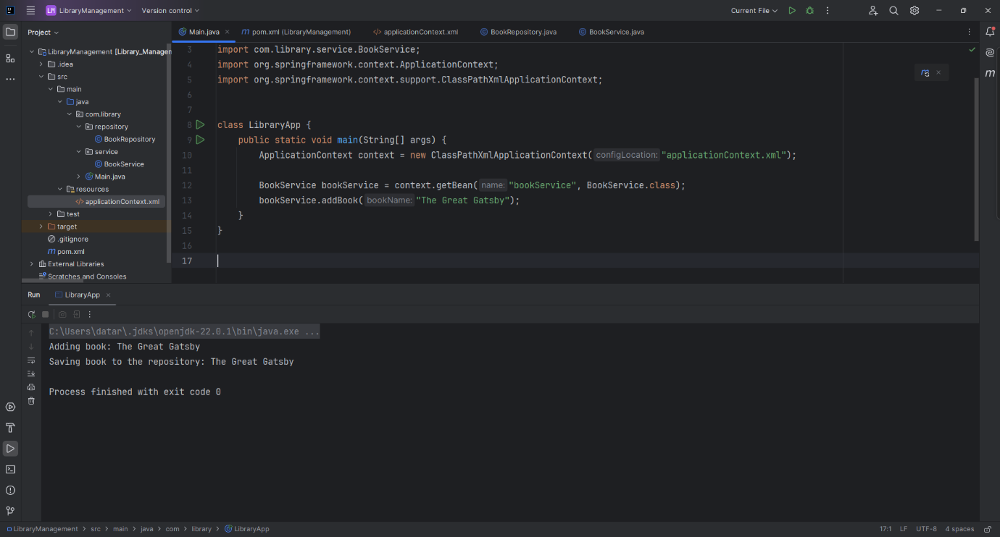 LM LibraryManagement Version control Current File
Project
Main.java pom.xml (LibraryManagement) applicationContext.xml BookRepository.java BookService.java
LibraryManagement [Library_Manage
.idea
src
main
java
com.library
repository
BookRepository
service
BookService
Main.java
resources
applicationContext.xml
test
target
.gitignore
pom.xml
External Libraries
Scratches and Consoles
3 import com.library.service.BookService;
4 import org.springframework.context.ApplicationContext;
5 import org.springframework.context.support.ClassPathXmlApplicationContext;
6
7
8 class LibraryApp {
9 public static void main(String[] args) {
10 ApplicationContext context = new ClassPathXmlApplicationContext( configLocation: "applicationContext.xml");
11
12 BookService bookService = context.getBean( name: "bookService", BookService.class);
13 bookService.addBook( bookName: "The Great Gatsby");
14 }
15 }
16
17
Run LibraryApp
C:\Users\datar\.jdks\openjdk-22.0.1\bin\java.exe ...
Adding book: The Great Gatsby
Saving book to the repository: The Great Gatsby
Process finished with exit code 0
LibraryManagement > src > main > java > com > library > LibraryApp 17:1 LF UTF-8 4 spaces